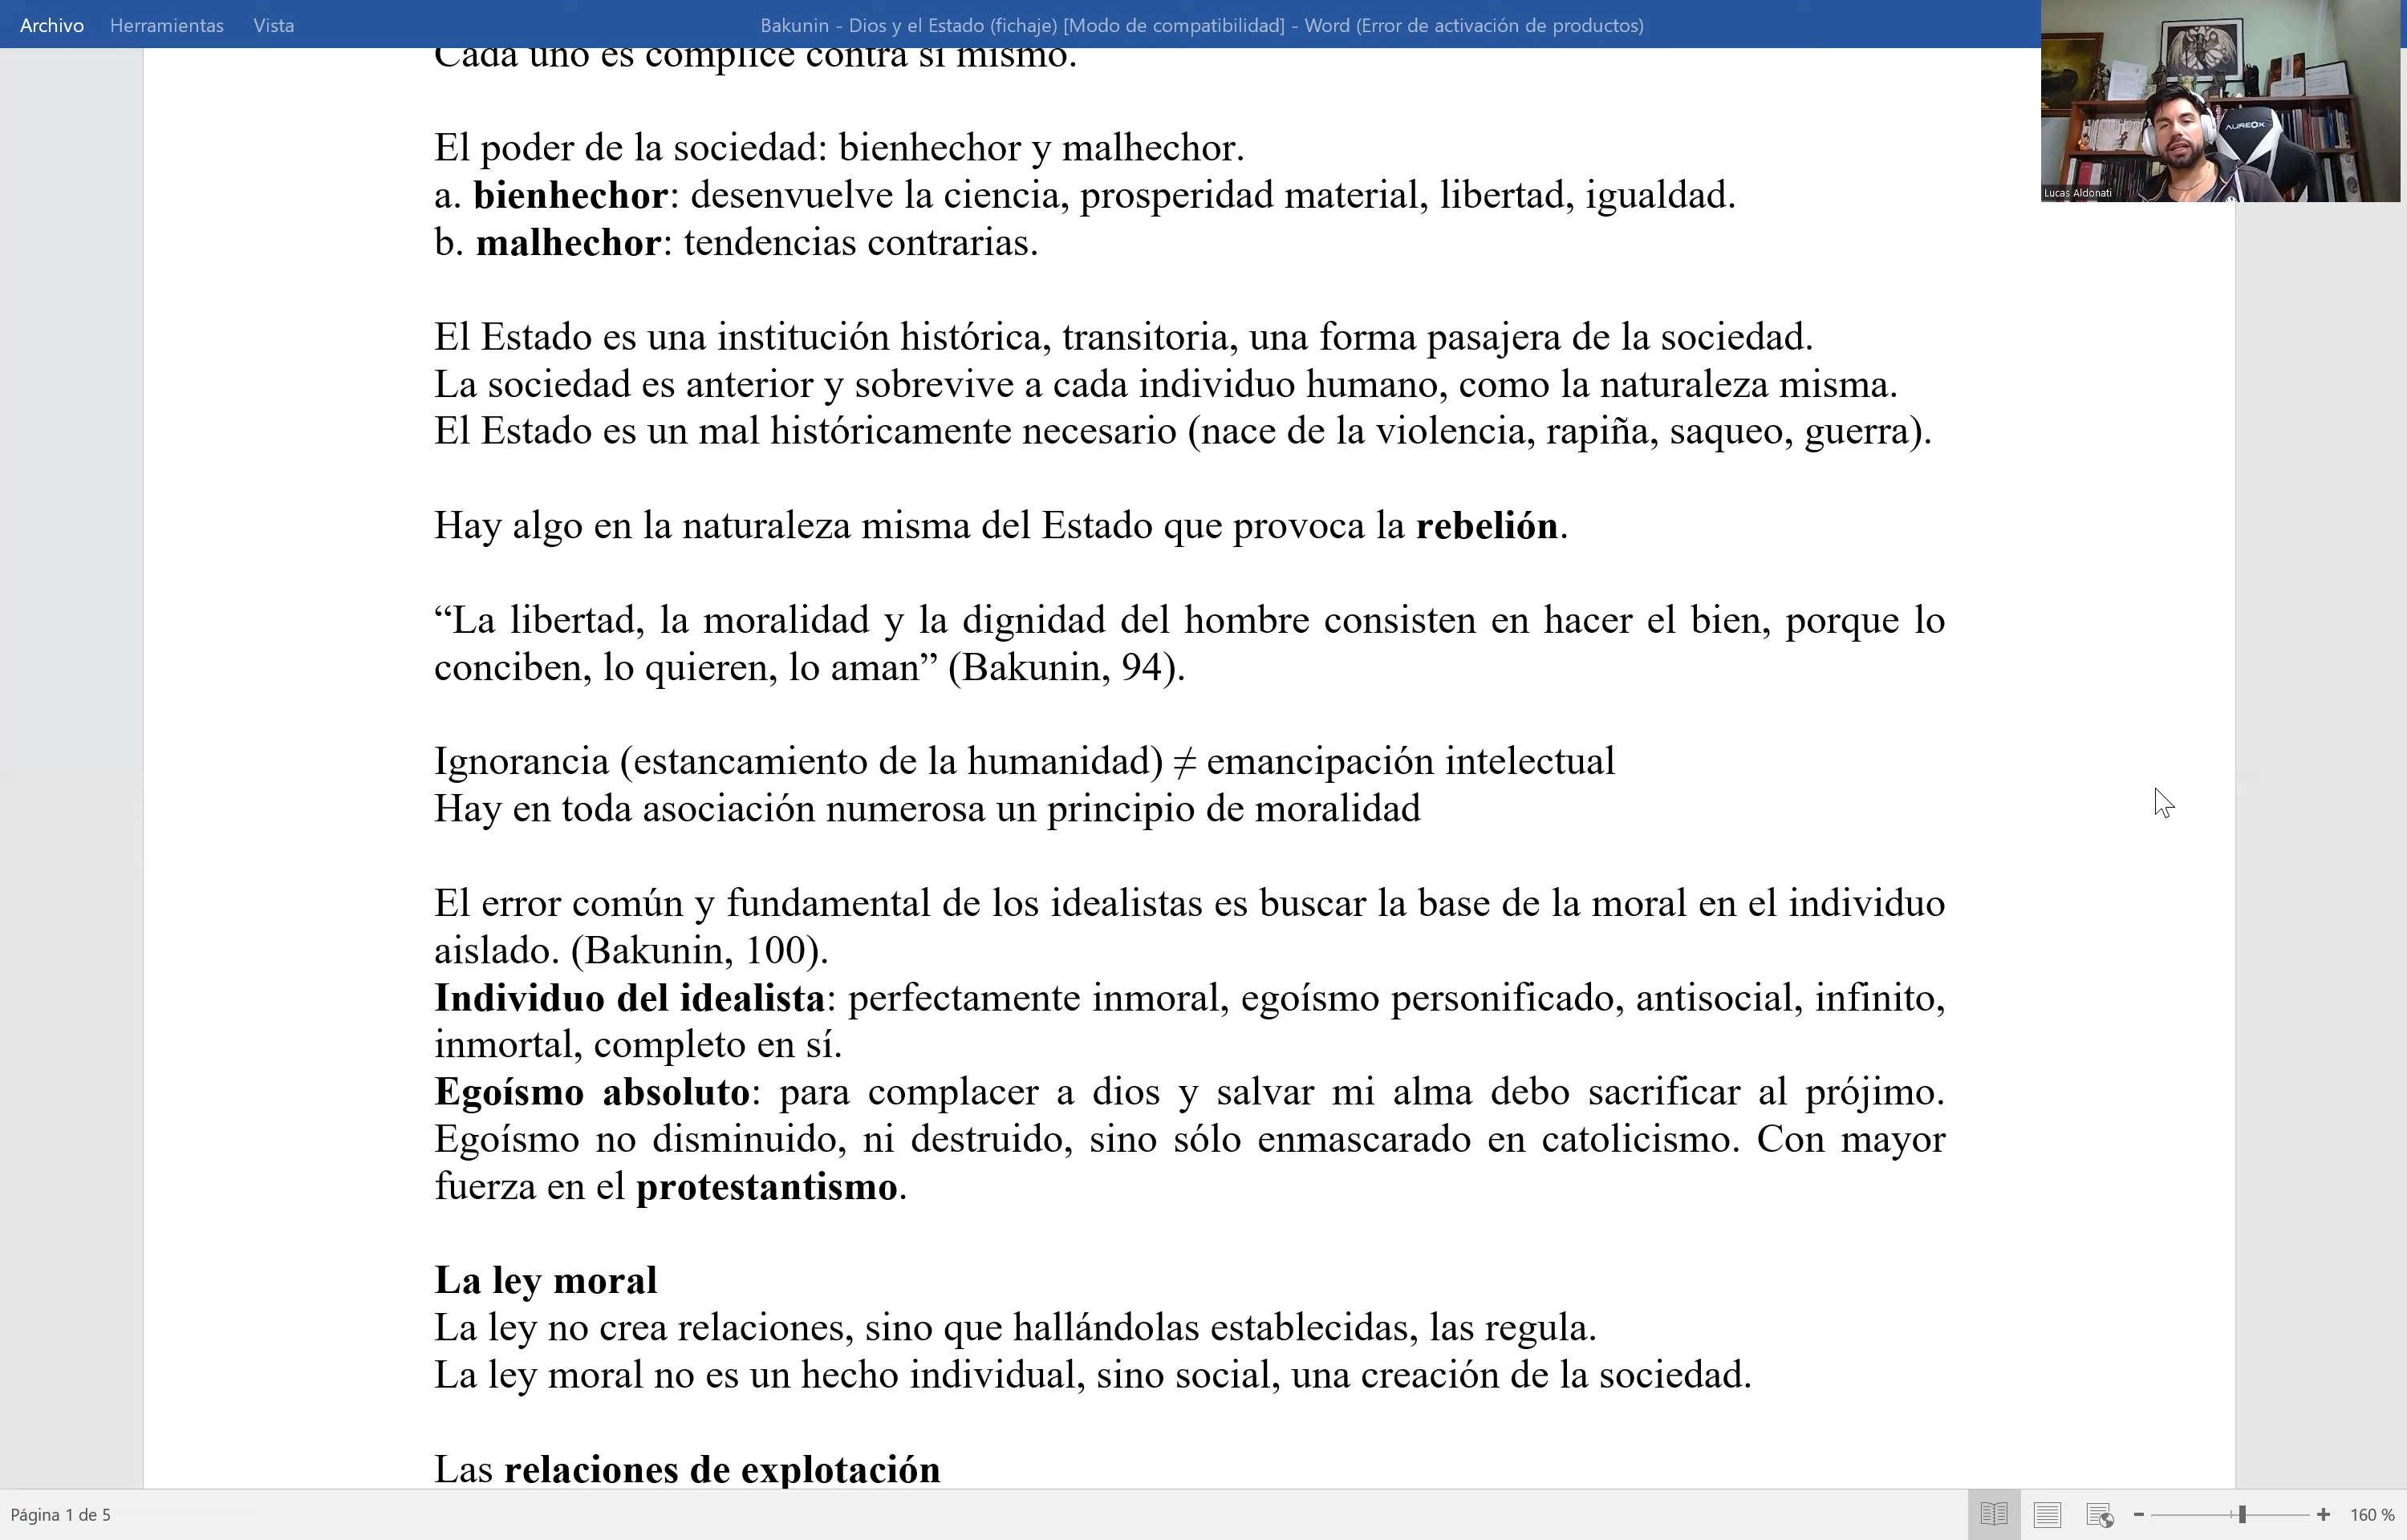 Archivo Herramientas Vista Bakunin - Dios y el Estado (fichaje) [Modo de compatibilidad] - Word (Error de activación de productos)
Cada uno es cómplice contra sí mismo.
AUREOX
Lucas Aldonati
El poder de la sociedad: bienhechor y malhechor.
a. bienhechor: desenvuelve la ciencia, prosperidad material, libertad, igualdad.
b. malhechor: tendencias contrarias.
El Estado es una institución histórica, transitoria, una forma pasajera de la sociedad.
La sociedad es anterior y sobrevive a cada individuo humano, como la naturaleza misma.
El Estado es un mal históricamente necesario (nace de la violencia, rapiña, saqueo, guerra).
Hay algo en la naturaleza misma del Estado que provoca la rebelión.
“La libertad, la moralidad y la dignidad del hombre consisten en hacer el bien, porque lo
conciben, lo quieren, lo aman” (Bakunin, 94).
Ignorancia (estancamiento de la humanidad) ≠ emancipación intelectual
Hay en toda asociación numerosa un principio de moralidad
El error común y fundamental de los idealistas es buscar la base de la moral en el individuo
aislado. (Bakunin, 100).
Individuo del idealista: perfectamente inmoral, egoísmo personificado, antisocial, infinito,
inmortal, completo en sí.
Egoísmo absoluto: para complacer a dios y salvar mi alma debo sacrificar al prójimo.
Egoísmo no disminuido, ni destruido, sino sólo enmascarado en catolicismo. Con mayor
fuerza en el protestantismo.
La ley moral
La ley no crea relaciones, sino que hallándolas establecidas, las regula.
La ley moral no es un hecho individual, sino social, una creación de la sociedad.
Las relaciones de explotación
Página 1 de 5 160 %